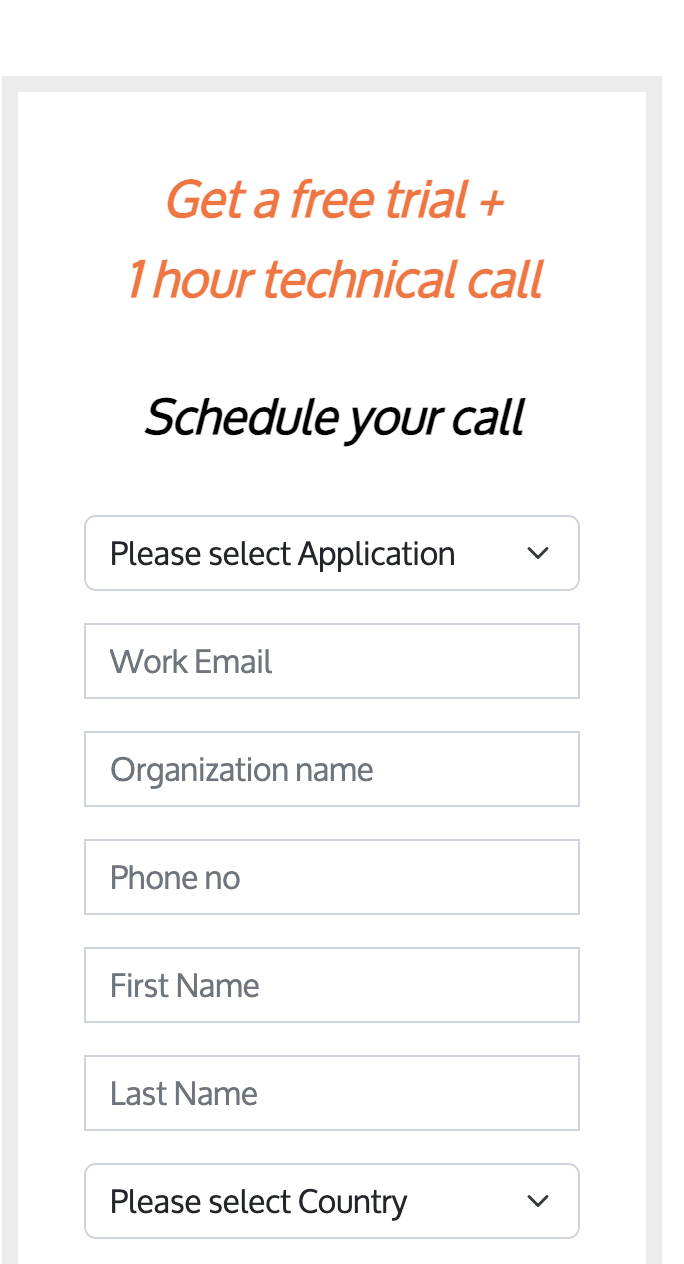 Get a free trial +
1 hour technical call
Schedule your call
Please select Application
Work Email
Organization name
Phone no
First Name
Last Name
Please select Country